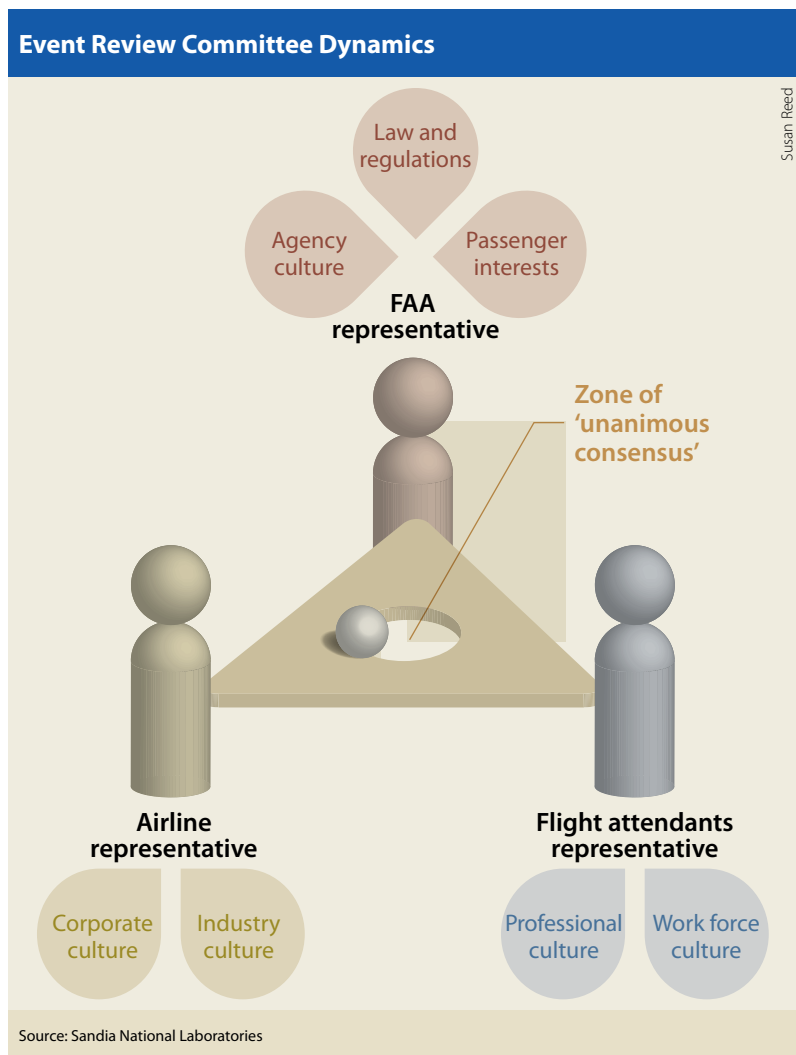 Event Review Committee Dynamics
Susan Reed
Law and
regulations
Agency
culture
Passenger
interests
FAA
representative
Zone of
‘unanimous
consensus’
Airline
representative
Flight attendants
representative
Corporate
culture
Industry
culture
Professional
culture
Work force
culture
Source: Sandia National Laboratories